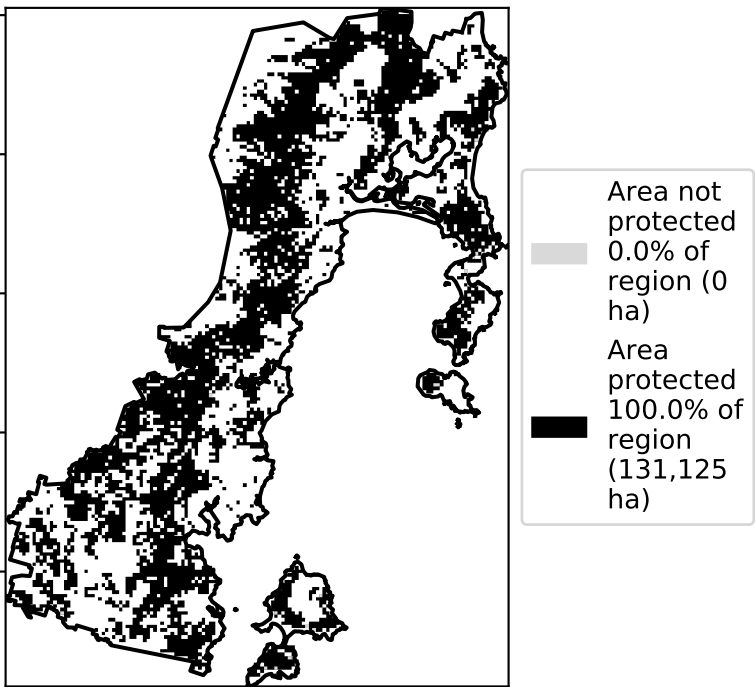 Area not
protected
0.0% of
region (0
ha)
Area
protected
100.0% of
region
(131,125
ha)